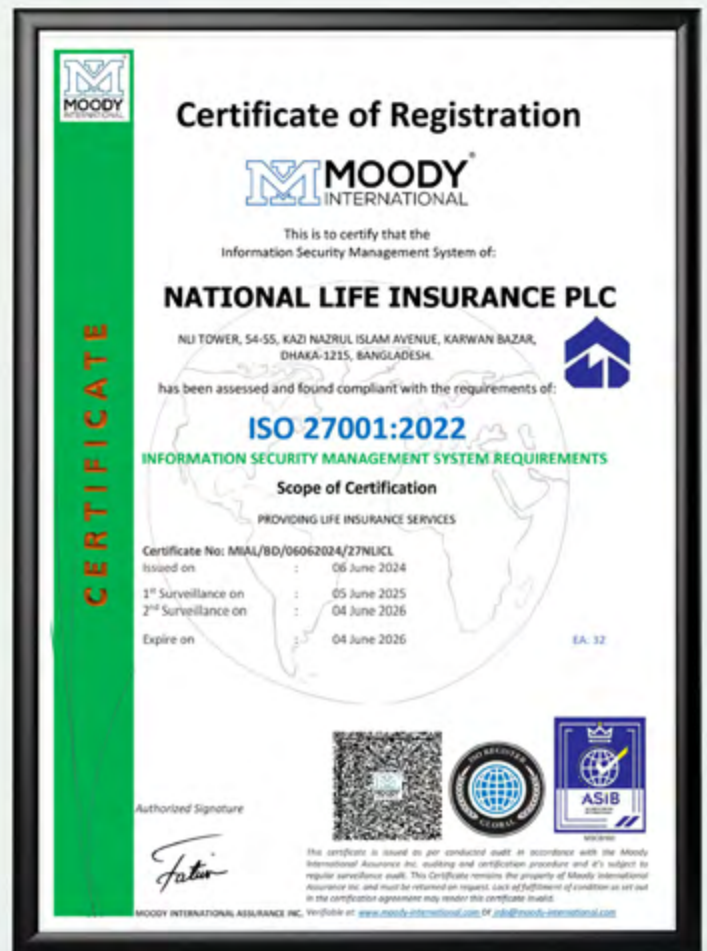 MOODY
INTERNATIONAL
CERTIFICATE
Certificate of Registration
MOODY®
INTERNATIONAL
This is to certify that the
Information Security Management System of:
NATIONAL LIFE INSURANCE PLC
NLI TOWER, 54-55, KAZI NAZRUL ISLAM AVENUE, KARWAN BAZAR,
DHAKA-1215, BANGLADESH.
has been assessed and found compliant with the requirements of:
ISO 27001:2022
INFORMATION SECURITY MANAGEMENT SYSTEM REQUIREMENTS
Scope of Certification
PROVIDING LIFE INSURANCE SERVICES
Certificate No: MIAL/BD/06062024/27NLICL
Issued on : 06 June 2024
1st Surveillance on : 05 June 2025
2nd Surveillance on : 04 June 2026
Expire on : 04 June 2026
EA: 32
ISO REGISTER
GLOBAL
ASIB
Authorized Signature
This certificate is issued as per conducted audit in accordance with the Moody
International Assurance Inc. auditing and certification procedure and it's subject to
regular surveillance audit. This Certificate remains the property of Moody International
Assurance Inc. and must be returned on request. Lack of fulfillment of condition as set out
in the certification agreement may render this certificate invalid.
MOODY INTERNATIONAL ASSURANCE INC. Verifiable at: www.moody-international.com Or info@moody-international.com